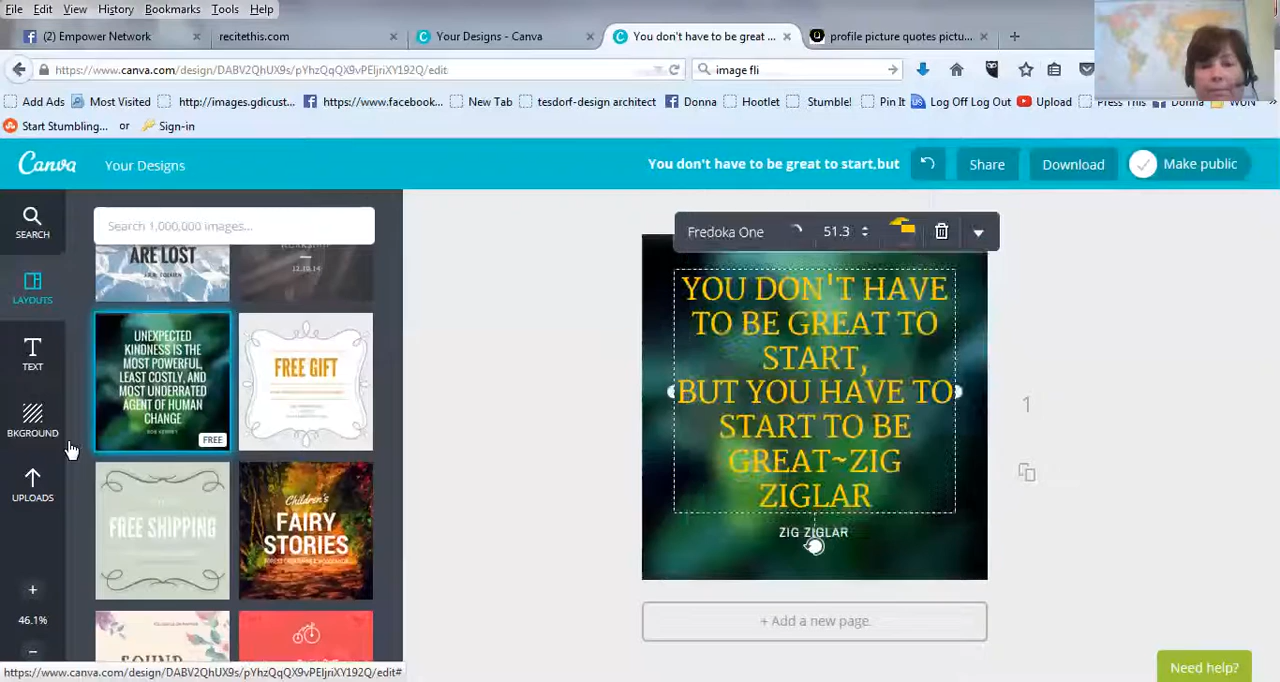 File Edit View History Bookmarks Tools Help
(2) Empower Network
recitethis.com
Your Designs - Canva
You don't have to be great ...
profile picture quotes pictu...
https://www.canva.com/design/DABV2QhUX9s/pYhzQqQX9vPEljriXY192Q/edit
image fli
Add Ads Most Visited http://images.gdicust... https://www.facebook... New Tab tesdorf-design architect Donna Hootlet Stumble! Pin It Log Off Log Out Upload Press This Donna WUN
Start Stumbling... or Sign-in
Canva Your Designs You don't have to be great to start,but Share Download Make public
SEARCH
LAYOUTS
TEXT
BKGROUND
UPLOADS
46.1%
Search 1,000,000 images...
ARE LOST
12.10.14
UNEXPECTED
KINDNESS IS THE
MOST POWERFUL,
LEAST COSTLY, AND
MOST UNDERRATED
AGENT OF HUMAN
CHANGE
BOB KERREY
FREE
FREE GIFT
FREE SHIPPING
Children's
FAIRY
STORIES
SOUND
Fredoka One 51.3
YOU DON'T HAVE
TO BE GREAT TO
START,
BUT YOU HAVE TO
START TO BE
GREAT~ZIG
ZIGLAR
ZIG ZIGLAR
1
+ Add a new page
https://www.canva.com/design/DABV2QhUX9s/pYhzQqQX9vPEljriXY192Q/edit#
Need help?